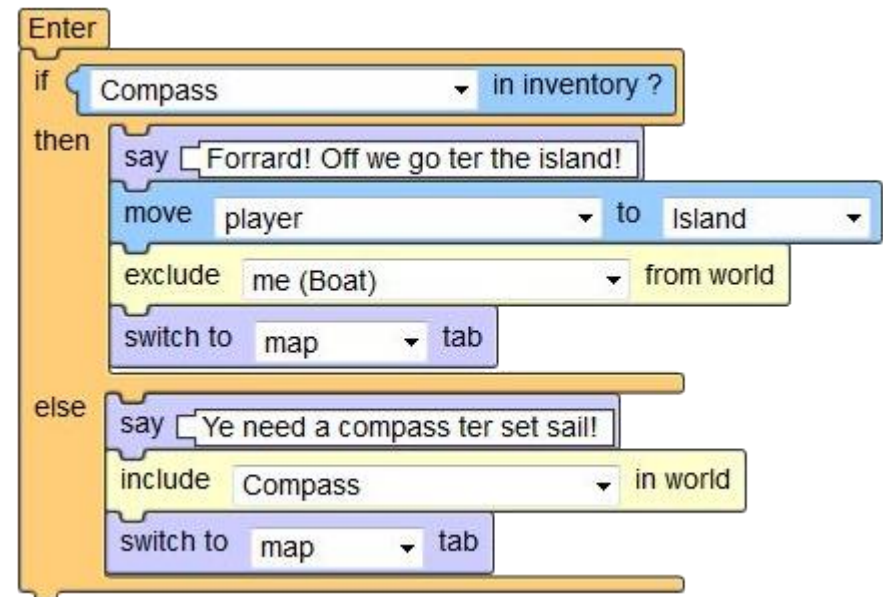 Enter
if Compass in inventory ?
then say Forrard! Off we go ter the island!
move player to Island
exclude me (Boat) from world
switch to map tab
else say Ye need a compass ter set sail!
include Compass in world
switch to map tab